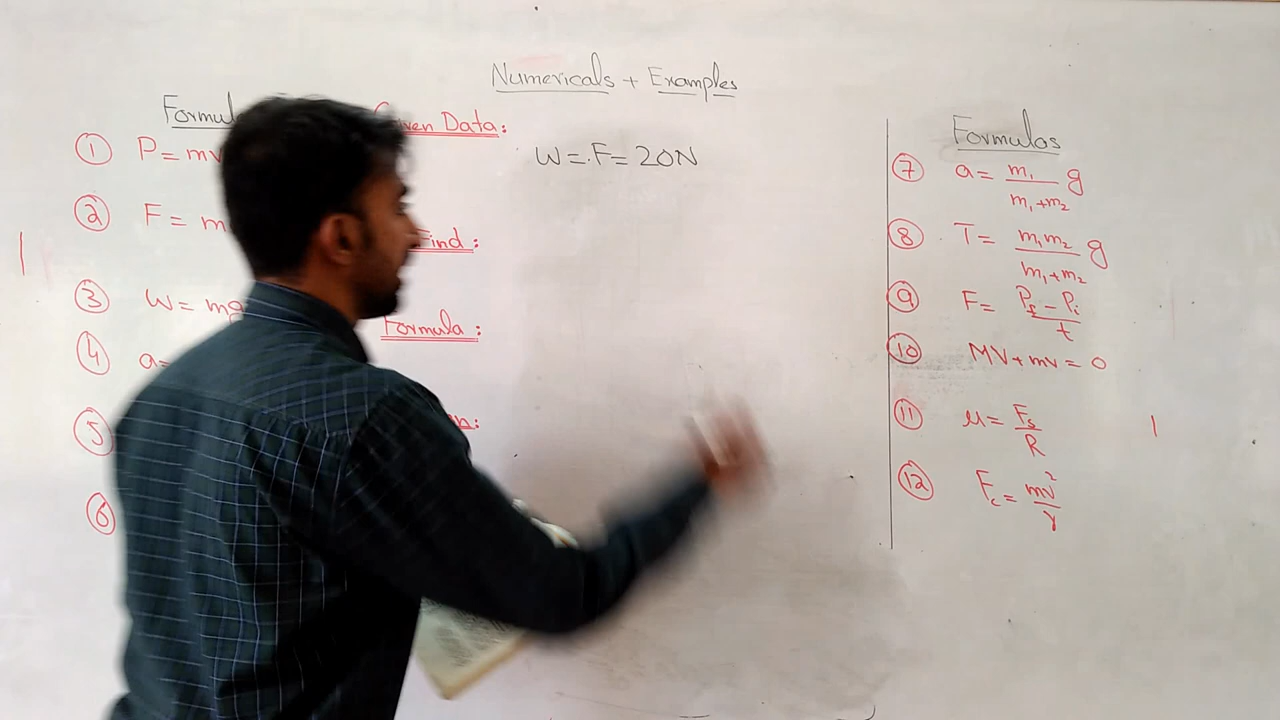 Numericals + Examples
① P = mv
② F = m
③ W = mg
④ a =
⑤
⑥
Given Data:
W = F = 20N
Find:
Formula:
Formulas
⑦ a = m₁ / m₁+m₂ g
⑧ T = m₁m₂ / m₁+m₂ g
⑨ F = Pf − Pi / t
⑩ MV + mv = 0
⑪ μ = Fs / R
⑫ Fc = mv² / r